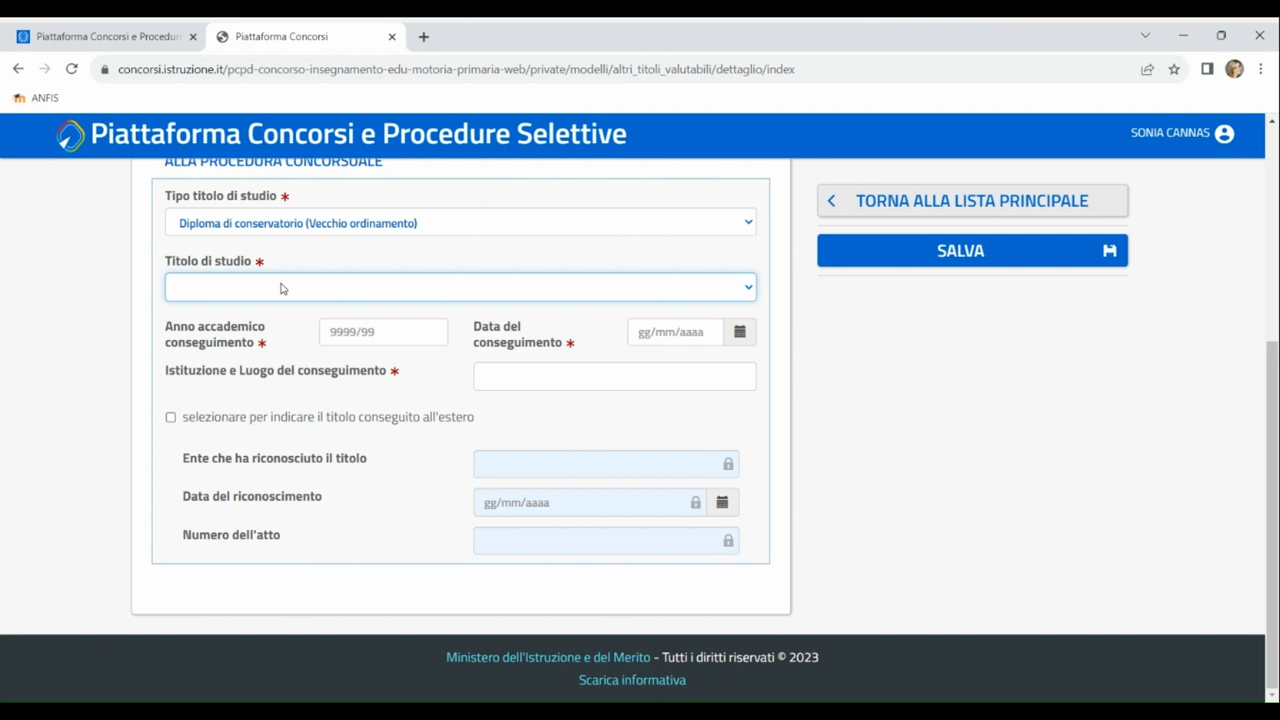 Piattaforma Concorsi e Procedur
Piattaforma Concorsi
concorsi.istruzione.it/pcpd-concorso-insegnamento-edu-motoria-primaria-web/private/modelli/altri_titoli_valutabili/dettaglio/index
ANFIS
Piattaforma Concorsi e Procedure Selettive
SONIA CANNAS
ALLA PROCEDURA CONCORSUALE
Tipo titolo di studio *
Diploma di conservatorio (Vecchio ordinamento)
Titolo di studio *
Anno accademico
conseguimento *
9999/99
Data del
conseguimento *
gg/mm/aaaa
Istituzione e Luogo del conseguimento *
selezionare per indicare il titolo conseguito all'estero
Ente che ha riconosciuto il titolo
Data del riconoscimento
gg/mm/aaaa
Numero dell'atto
TORNA ALLA LISTA PRINCIPALE
SALVA
Ministero dell'Istruzione e del Merito - Tutti i diritti riservati © 2023
Scarica informativa